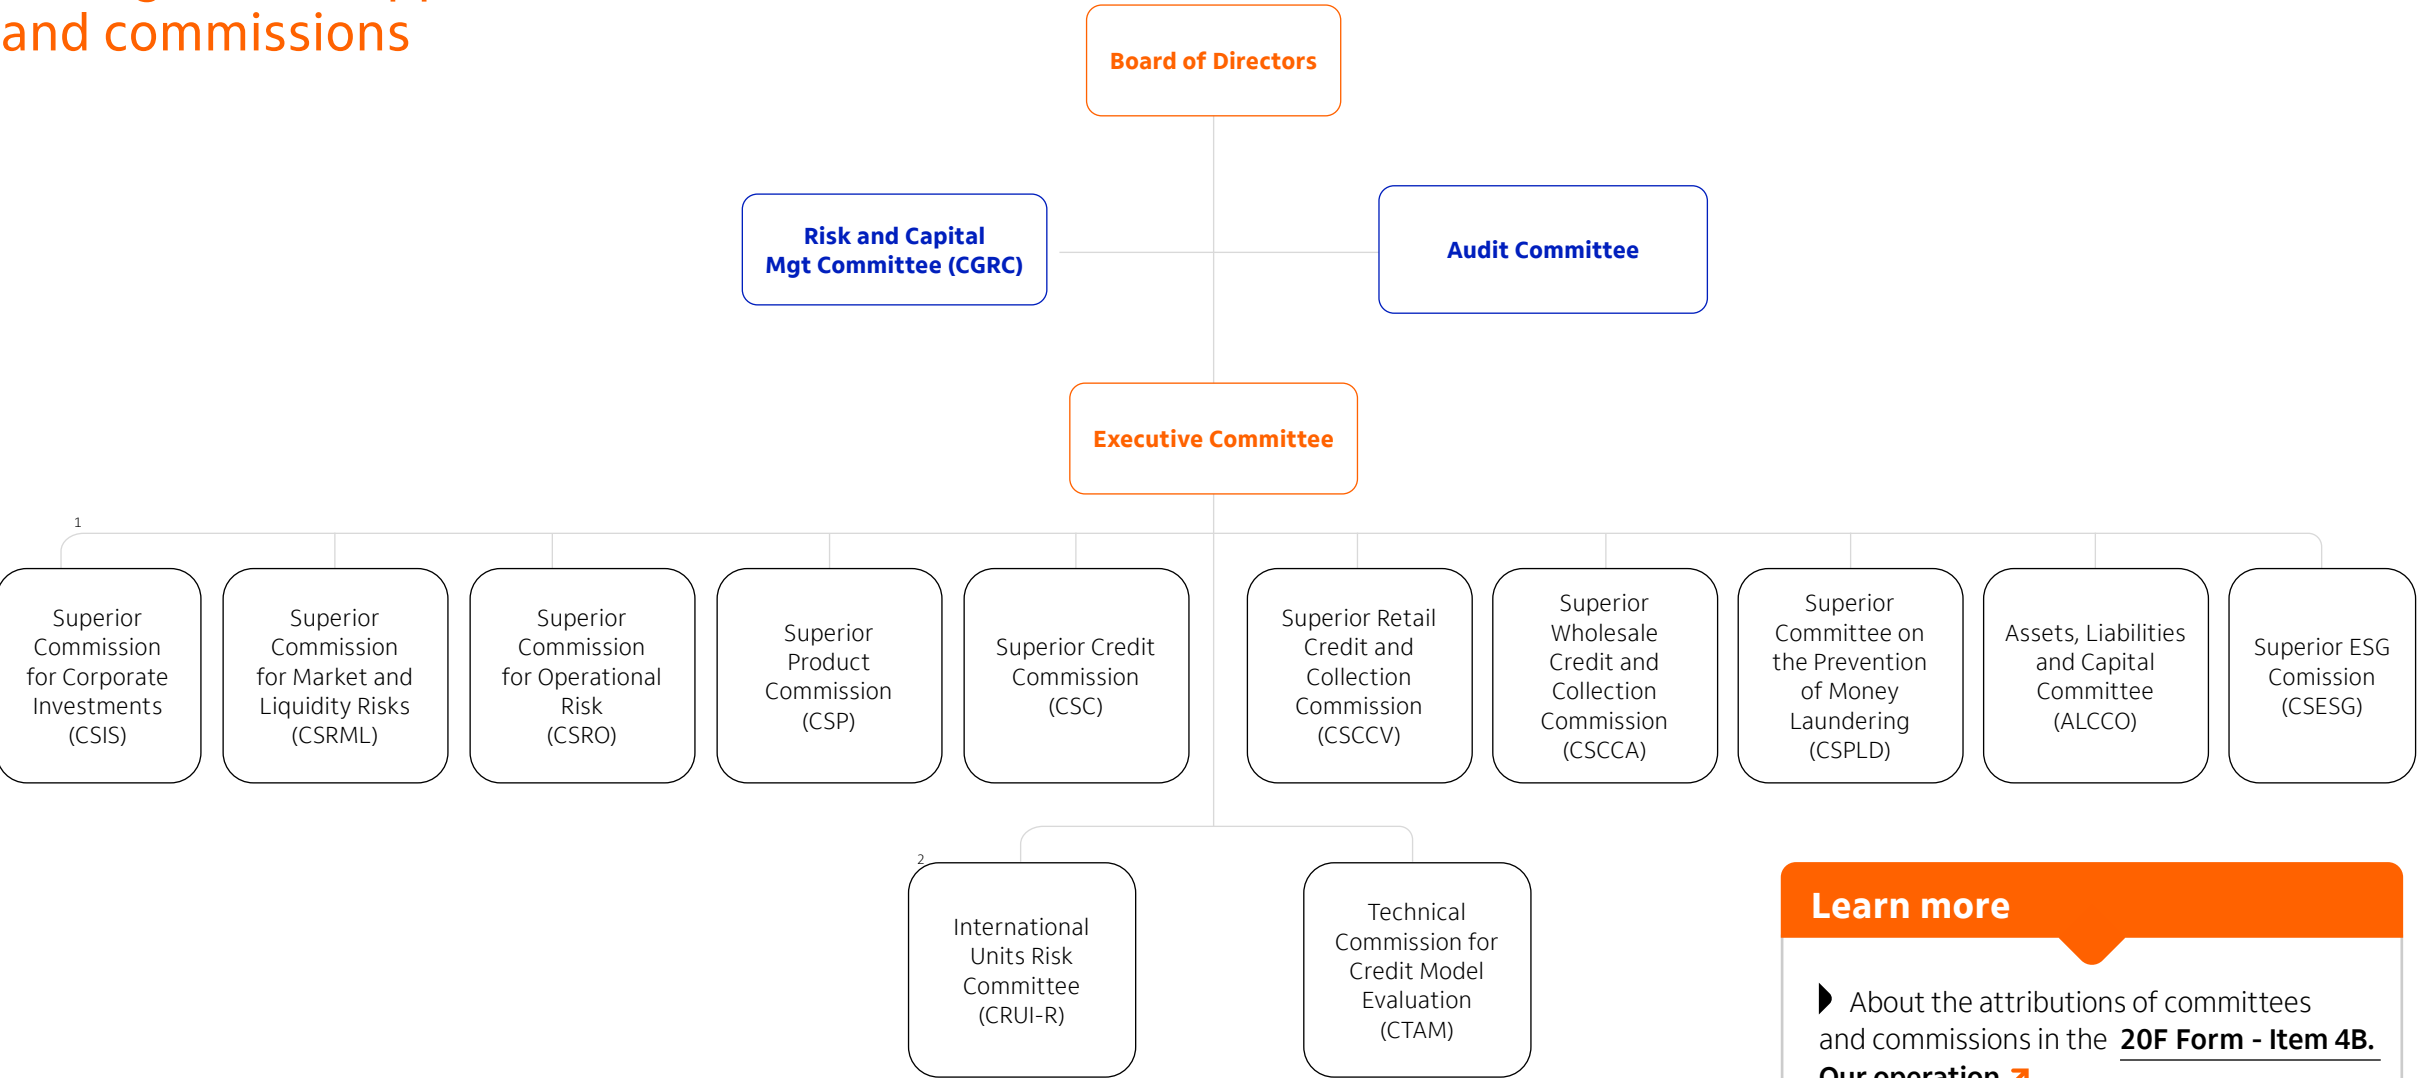 and commissions
Board of Directors
Risk and Capital
Mgt Committee (CGRC)
Audit Committee
Executive Committee
1
Superior
Commission
for Corporate
Investments
(CSIS)
Superior
Commission
for Market and
Liquidity Risks
(CSRML)
Superior
Commission
for Operational
Risk
(CSRO)
Superior
Product
Commission
(CSP)
Superior Credit
Commission
(CSC)
Superior Retail
Credit and
Collection
Commission
(CSCCV)
Superior
Wholesale
Credit and
Collection
Commission
(CSCCA)
Superior
Committee on
the Prevention
of Money
Laundering
(CSPLD)
Assets, Liabilities
and Capital
Committee
(ALCCO)
Superior ESG
Comission
(CSESG)
2
International
Units Risk
Committee
(CRUI-R)
Technical
Commission for
Credit Model
Evaluation
(CTAM)
Learn more
About the attributions of committees
and commissions in the 20F Form - Item 4B.
Our operation